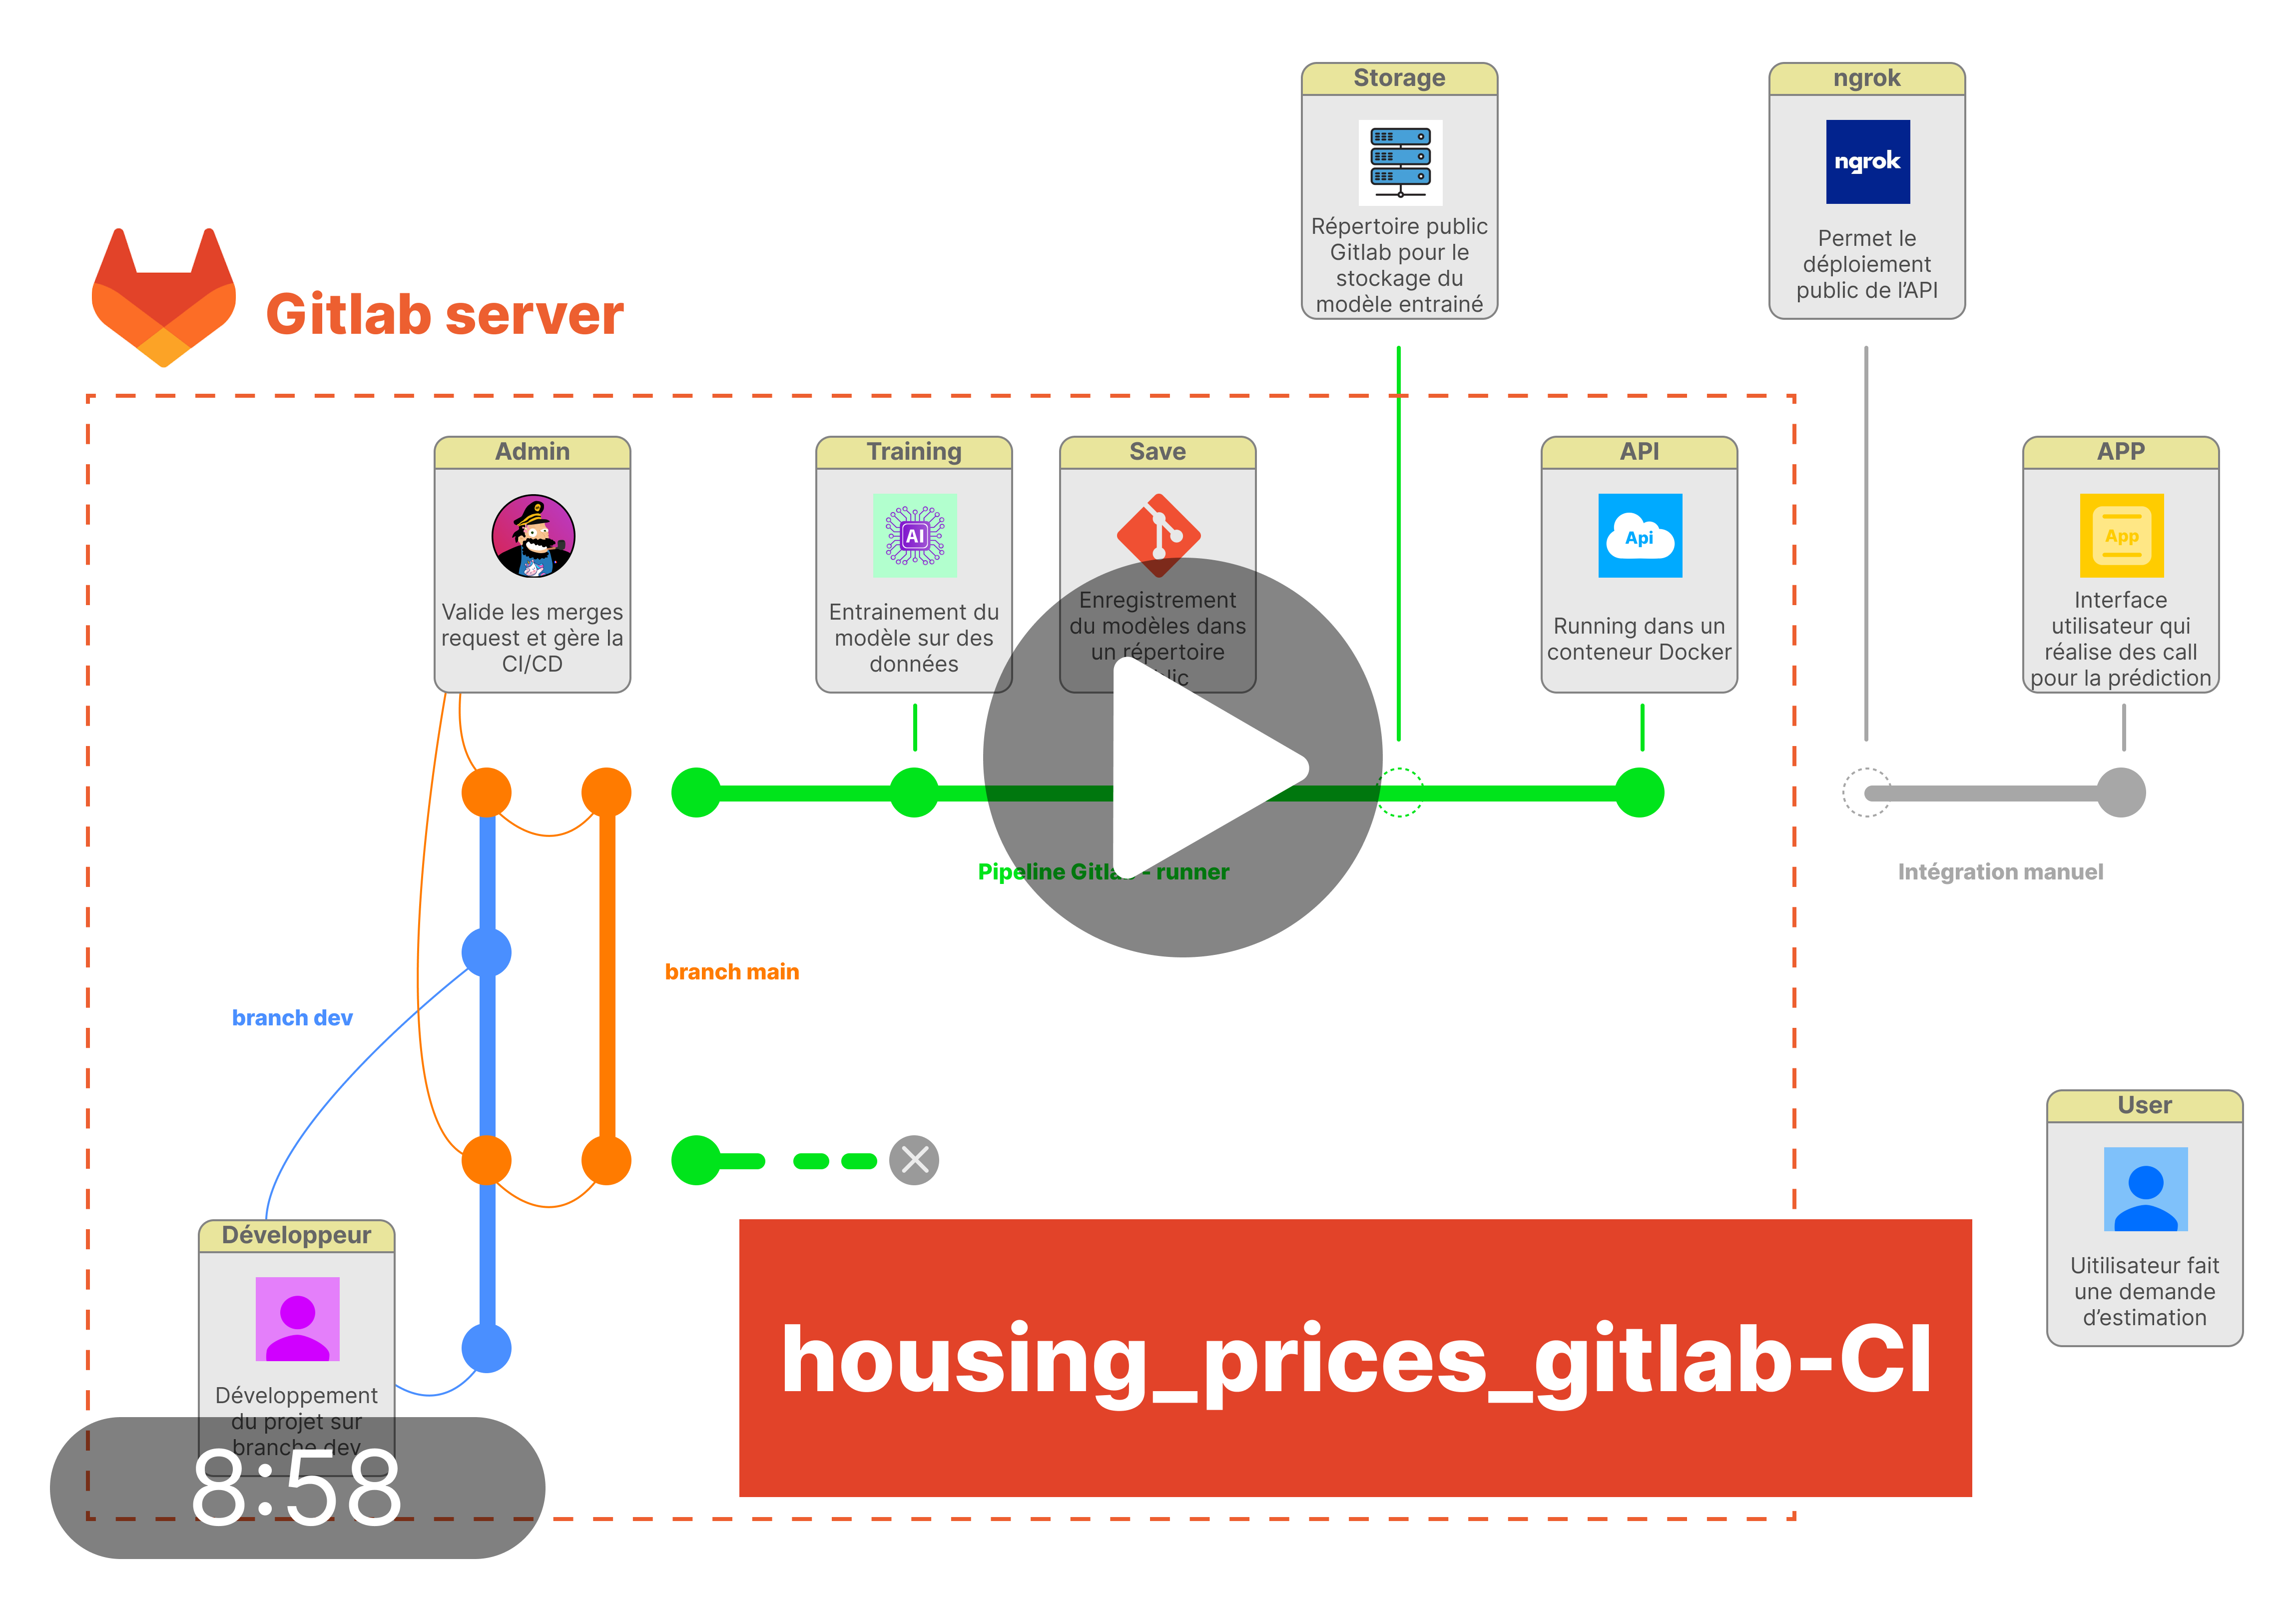 Storage
Répertoire public
Gitlab pour le
stockage du
modèle entrainé
ngrok
ngrok
Permet le
déploiement
public de l'API
Gitlab server
Admin
Valide les merges
request et gère la
CI/CD
Training
AI
Entrainement du
modèle sur des
données
Save
Enregistrement
du modèles dans
un répertoire
API
Api
Running dans un
conteneur Docker
APP
App
Interface
utilisateur qui
réalise des call
pour la prédiction
Pipeline Gitlab - runner
Intégration manuel
branch main
branch dev
User
Uitilisateur fait
une demande
d'estimation
Développeur
Développement
du projet sur
branche dev
housing_prices_gitlab-CI
8:58